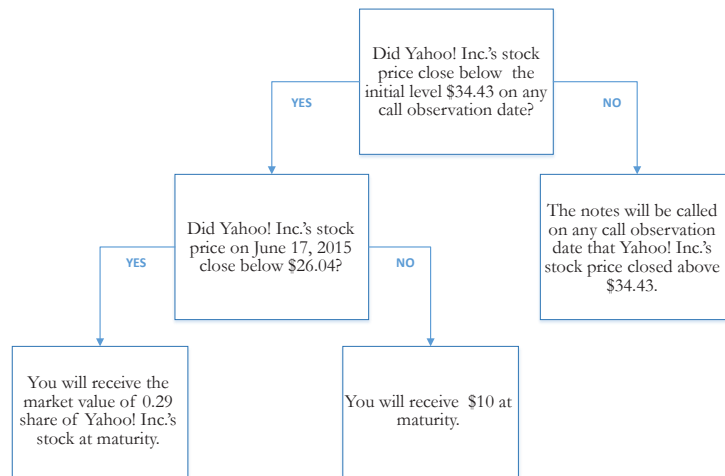 Did Yahoo! Inc.'s stock
price close below the
initial level $34.43 on any
call observation date?
YES
NO
Did Yahoo! Inc.'s stock
price on June 17, 2015
close below $26.04?
The notes will be called
on any call observation
date that Yahoo! Inc.'s
stock price closed above
$34.43.
YES
NO
You will receive the
market value of 0.29
share of Yahoo! Inc.'s
stock at maturity.
You will receive $10 at
maturity.